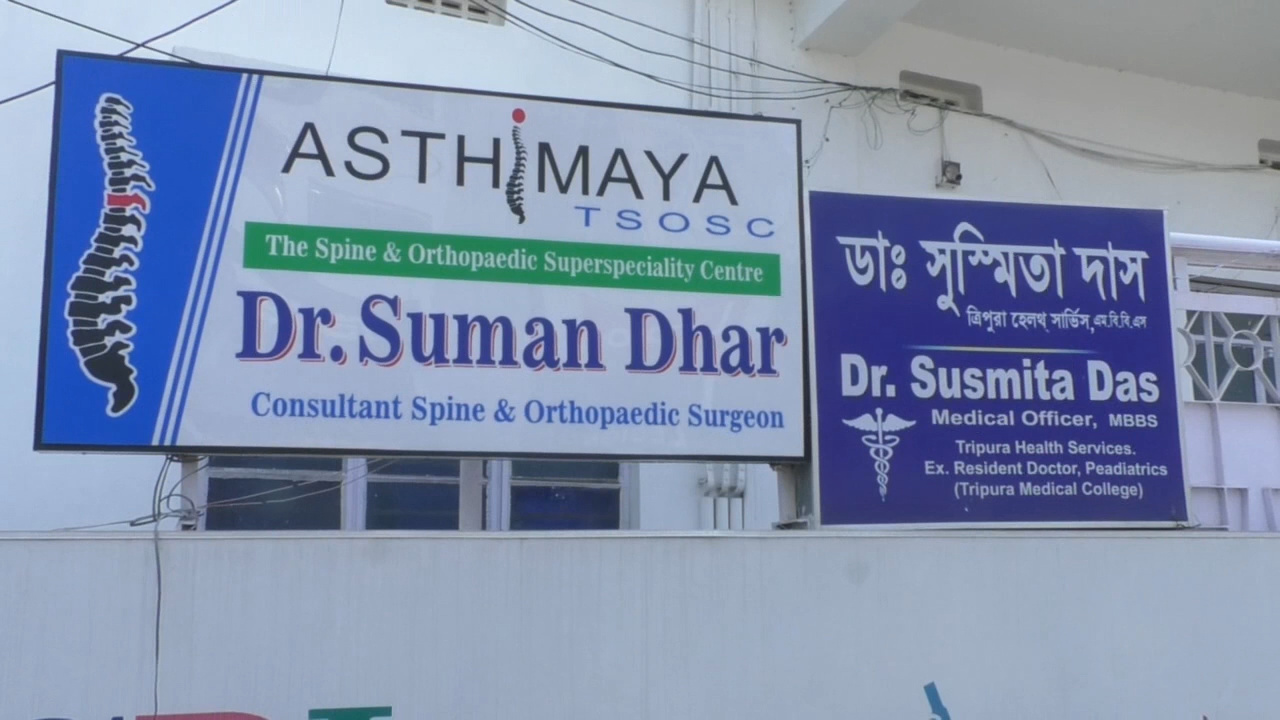 ASTHIMAYA
TSOSC
The Spine & Orthopaedic Superspeciality Centre
Dr. Suman Dhar
Consultant Spine & Orthopaedic Surgeon
ডাঃ সুস্মিতা দাস
ত্রিপুরা হেলথ্ সার্ভিস, এম.বি.বি.এস
Dr. Susmita Das
Medical Officer, MBBS
Tripura Health Services.
Ex. Resident Doctor, Peadiatrics
(Tripura Medical College)